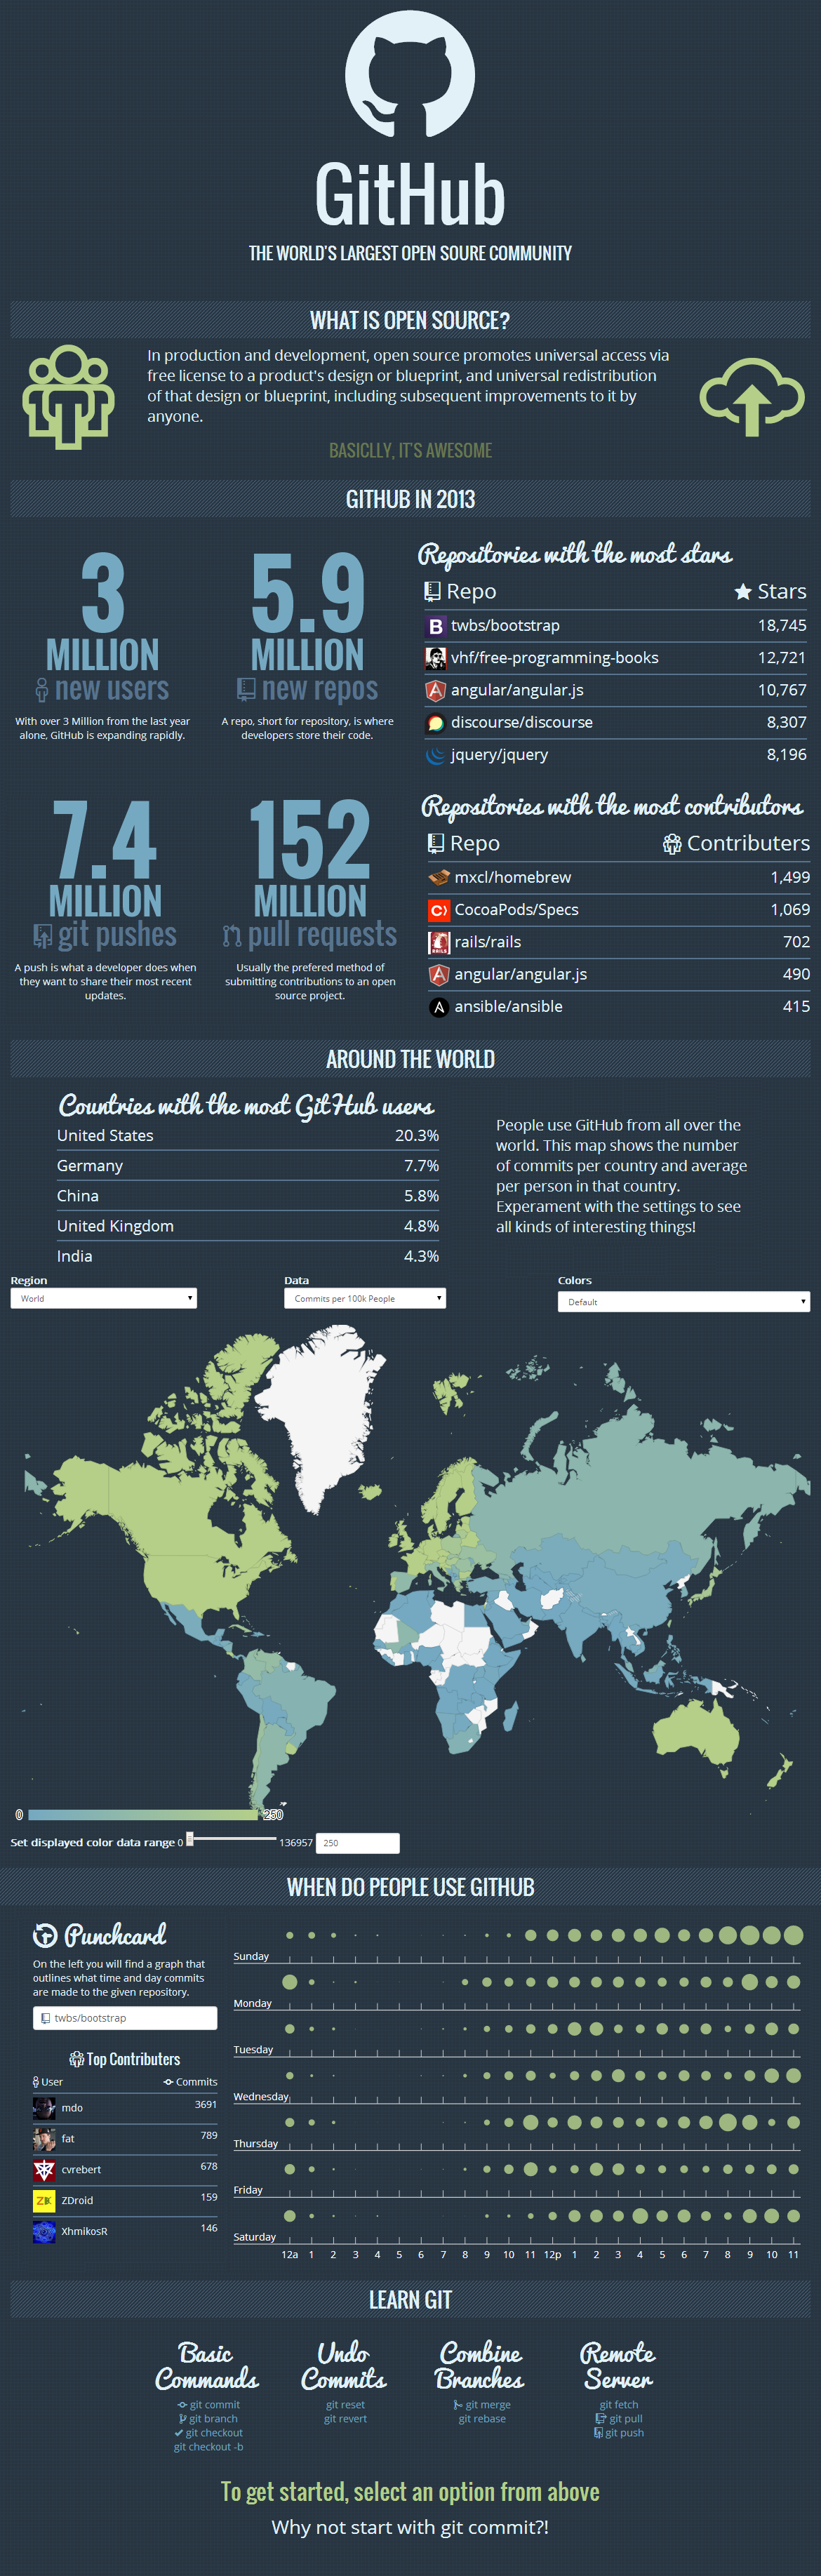 GitHub
THE WORLD'S LARGEST OPEN SOURE COMMUNITY
WHAT IS OPEN SOURCE?
In production and development, open source promotes universal access via
free license to a product's design or blueprint, and universal redistribution
of that design or blueprint, including subsequent improvements to it by
anyone.
BASICLLY, IT'S AWESOME
GITHUB IN 2013
3
MILLION
new users
With over 3 Million from the last year
alone, GitHub is expanding rapidly.
5.9
MILLION
new repos
A repo, short for repository, is where
developers store their code.
7.4
MILLION
git pushes
A push is what a developer does when
they want to share their most recent
updates.
152
MILLION
pull requests
Usually the prefered method of
submitting contributions to an open
source project.
Repositories with the most stars
Repo Stars
twbs/bootstrap 18,745
vhf/free-programming-books 12,721
angular/angular.js 10,767
discourse/discourse 8,307
jquery/jquery 8,196
Repositories with the most contributors
Repo Contributers
mxcl/homebrew 1,499
CocoaPods/Specs 1,069
rails/rails 702
angular/angular.js 490
ansible/ansible 415
AROUND THE WORLD
Countries with the most GitHub users
United States 20.3%
Germany 7.7%
China 5.8%
United Kingdom 4.8%
India 4.3%
People use GitHub from all over the
world. This map shows the number
of commits per country and average
per person in that country.
Experament with the settings to see
all kinds of interesting things!
Region Data Colors
World Commits per 100k People Default
0 250
Set displayed color data range 0 136957 250
WHEN DO PEOPLE USE GITHUB
Punchcard
On the left you will find a graph that
outlines what time and day commits
are made to the given repository.
twbs/bootstrap
Top Contributers
User Commits
mdo 3691
fat 789
cvrebert 678
ZDroid 159
XhmikosR 146
Sunday
Monday
Tuesday
Wednesday
Thursday
Friday
Saturday
12a 1 2 3 4 5 6 7 8 9 10 11 12p 1 2 3 4 5 6 7 8 9 10 11
LEARN GIT
Basic
Commands
git commit
git branch
git checkout
git checkout -b
Undo
Commits
git reset
git revert
Combine
Branches
git merge
git rebase
Remote
Server
git fetch
git pull
git push
To get started, select an option from above
Why not start with git commit?!